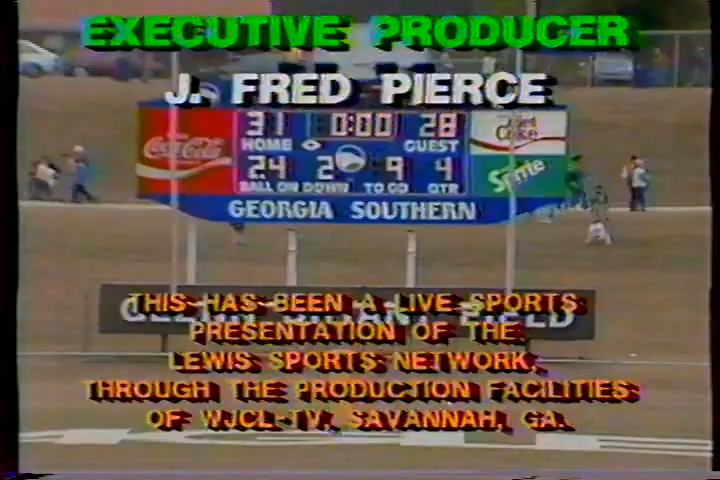 EXECUTIVE PRODUCER
J. FRED PIERCE
31 0:00 28
HOME GUEST
24 2 9 4
BALL ON DOWN TO GO QTR
Coca-Cola
Diet Coke
Sprite
GEORGIA SOUTHERN
THIS HAS BEEN A LIVE SPORTS
PRESENTATION OF THE
LEWIS SPORTS NETWORK,
THROUGH THE PRODUCTION FACILITIES
OF WJCL-TV, SAVANNAH, GA.
FIELD